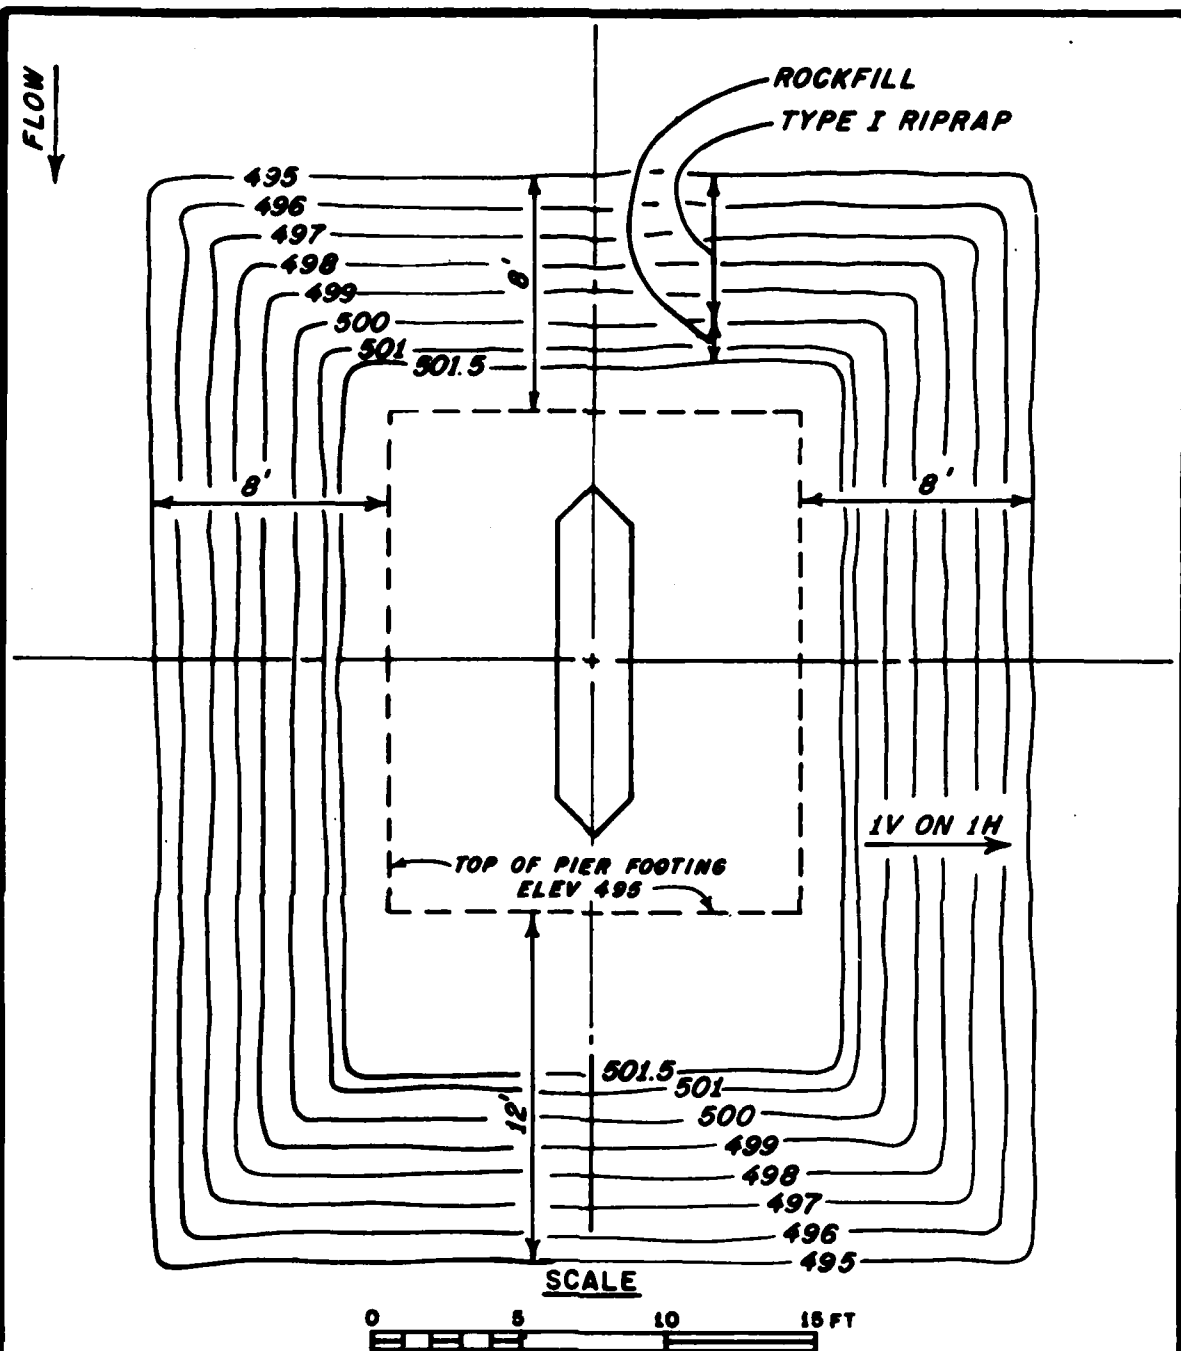 FLOW
ROCKFILL
TYPE I RIPRAP
495
496
497
498
499
500
501
501.5
8'
8'
8'
1V ON 1H
TOP OF PIER FOOTING
ELEV 495
12'
501.5
501
500
499
498
497
496
495
SCALE
0 5 10 15 FT